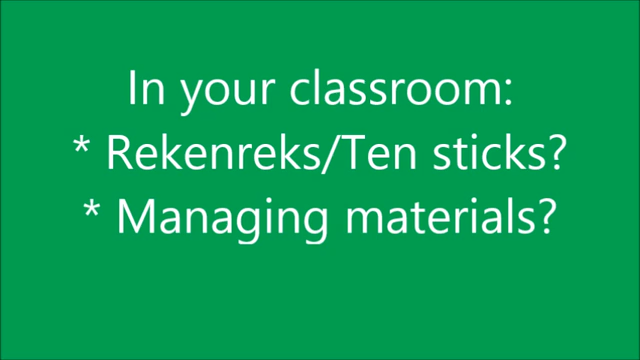 In your classroom:
* Rekenreks/Ten sticks?
* Managing materials?